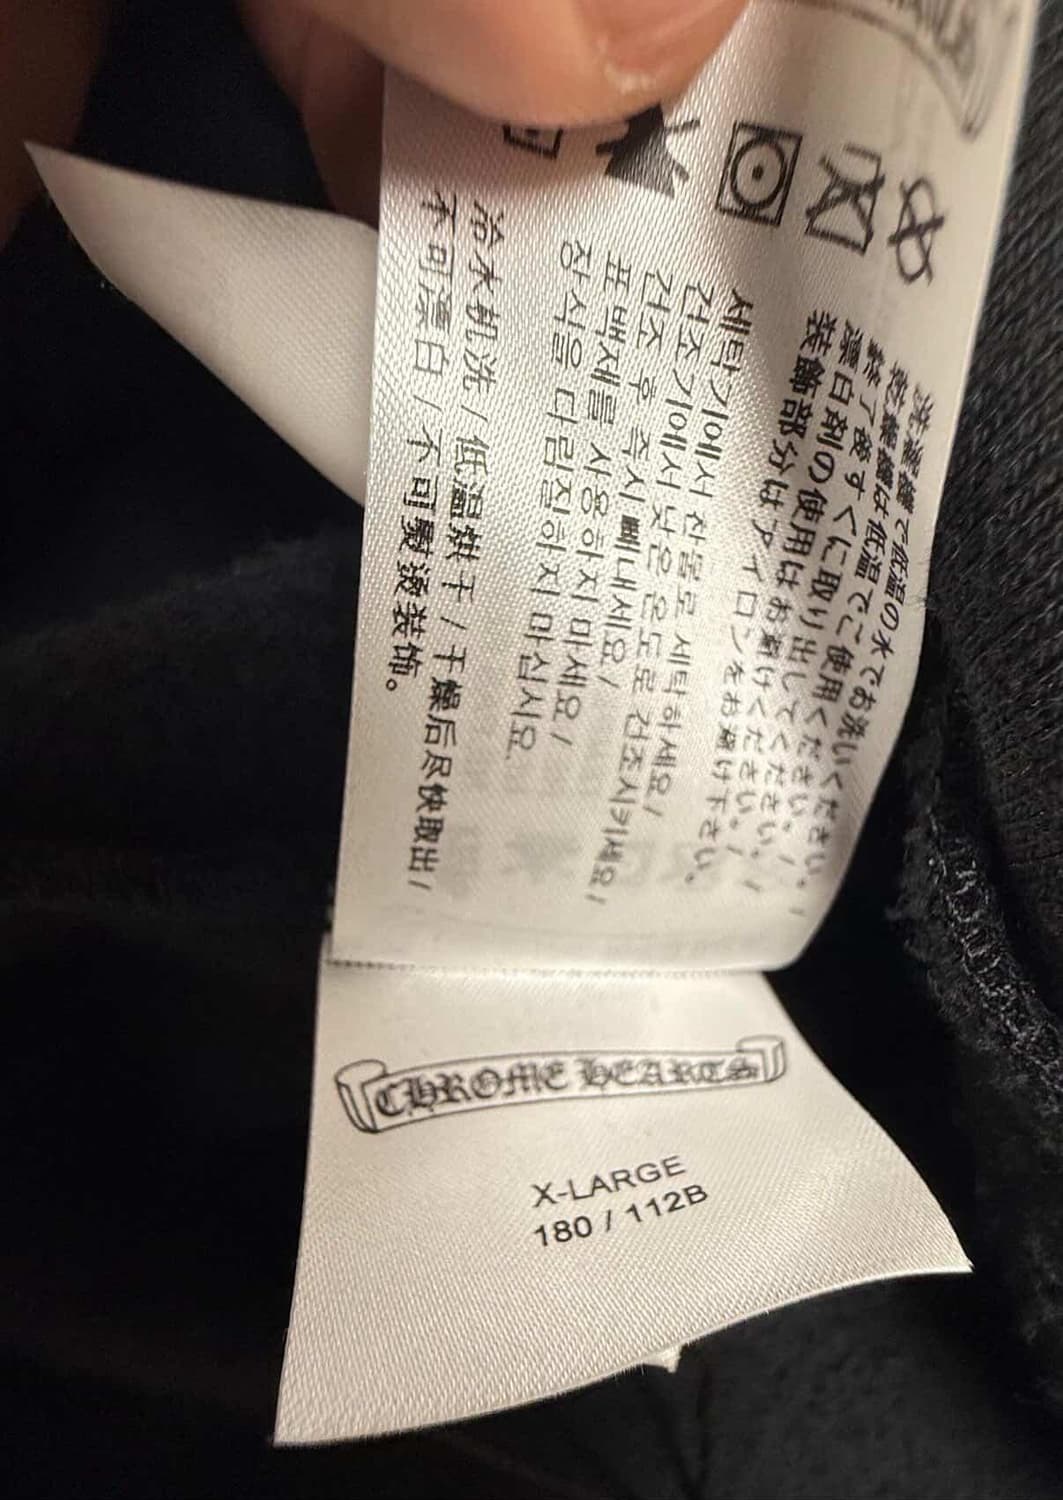 洗濯機で低温の水でお洗いください。/
乾燥機は低温でご使用ください。/
終了後すぐに取り出してください。/
漂白剤の使用はお避けください。/
装飾部分はアイロンをお避け下さい。
세탁기에서 찬물로 세탁하세요/
건조기에서 낮은 온도로 건조시키세요/
건조 후 즉시 빼내세요/
표백제를 사용하지 마세요/
장식을 다림질하지 마십시요
冷水机洗 / 低温烘干 / 干燥后尽快取出 /
不可漂白 / 不可熨烫装饰。
CHROME HEARTS
X-LARGE
180 / 112B